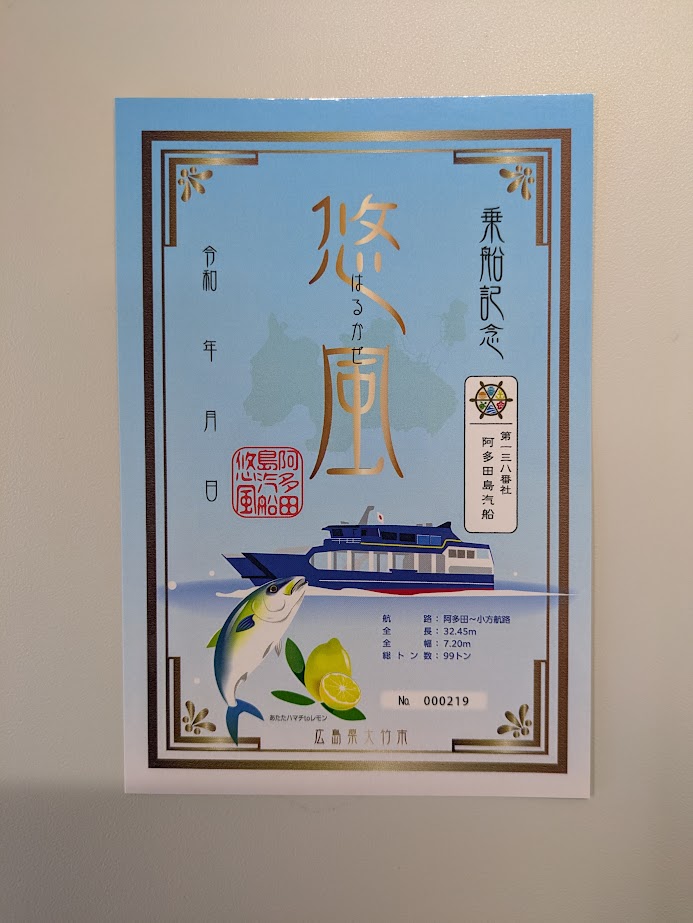 乗船記念
第一三八番社
阿多田島汽船
悠風
はるかぜ
令和 年 月 日
阿多田
島汽船
悠風
航路：阿多田～小方航路
全長：32.45m
全幅：7.20m
総トン数：99トン
№ 000219
あたたハマチtoレモン
広島県大竹市